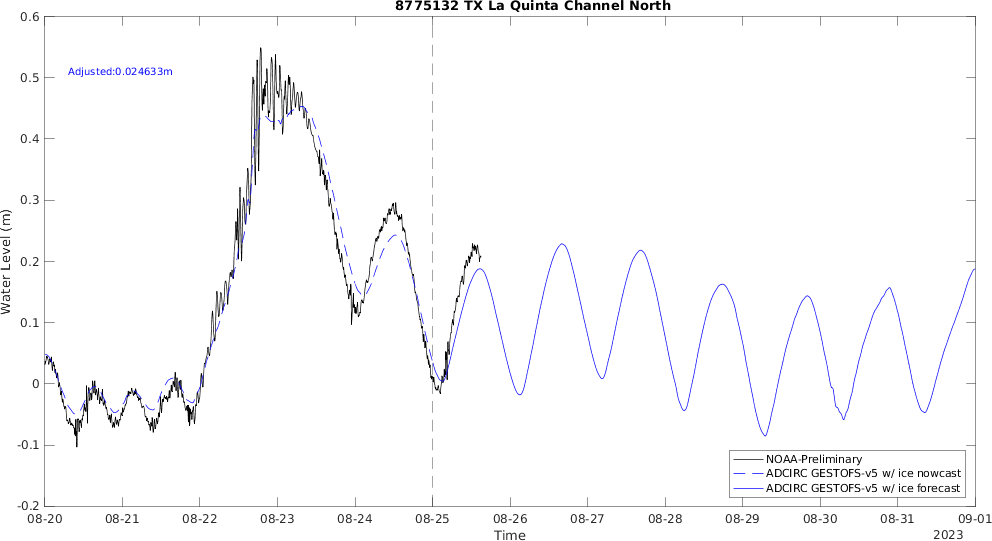 8775132 TX La Quinta Channel North
Adjusted:0.024633m
Water Level (m)
0.6
0.5
0.4
0.3
0.2
0.1
0
-0.1
-0.2
NOAA-Preliminary
ADCIRC GESTOFS-v5 w/ ice nowcast
ADCIRC GESTOFS-v5 w/ ice forecast
08-20 08-21 08-22 08-23 08-24 08-25 08-26 08-27 08-28 08-29 08-30 08-31 09-01
Time
2023